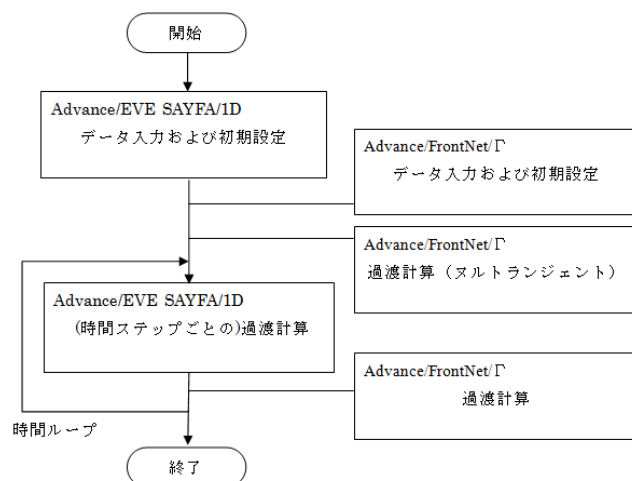 開始
Advance/EVE SAYFA/1D
データ入力および初期設定
Advance/FrontNet/Γ
データ入力および初期設定
Advance/FrontNet/Γ
過渡計算（ヌルトランジェント）
Advance/EVE SAYFA/1D
(時間ステップごとの)過渡計算
Advance/FrontNet/Γ
過渡計算
時間ループ
終了